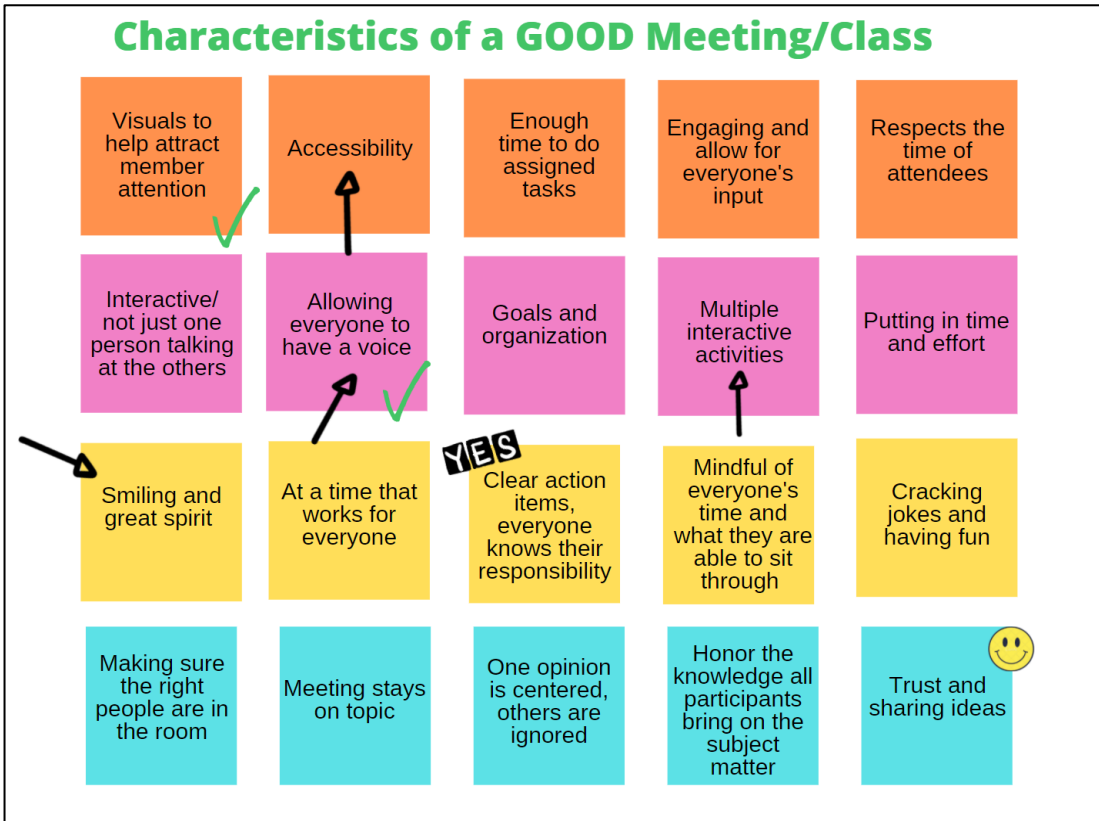 Characteristics of a GOOD Meeting/Class
Visuals to
help attract
member
attention
Accessibility
Enough
time to do
assigned
tasks
Engaging and
allow for
everyone's
input
Respects the
time of
attendees
Interactive/
not just one
person talking
at the others
Allowing
everyone to
have a voice
Goals and
organization
Multiple
interactive
activities
Putting in time
and effort
Smiling and
great spirit
At a time that
works for
everyone
YES
Clear action
items,
everyone
knows their
responsibility
Mindful of
everyone's
time and
what they are
able to sit
through
Cracking
jokes and
having fun
Making sure
the right
people are in
the room
Meeting stays
on topic
One opinion
is centered,
others are
ignored
Honor the
knowledge all
participants
bring on the
subject
matter
Trust and
sharing ideas